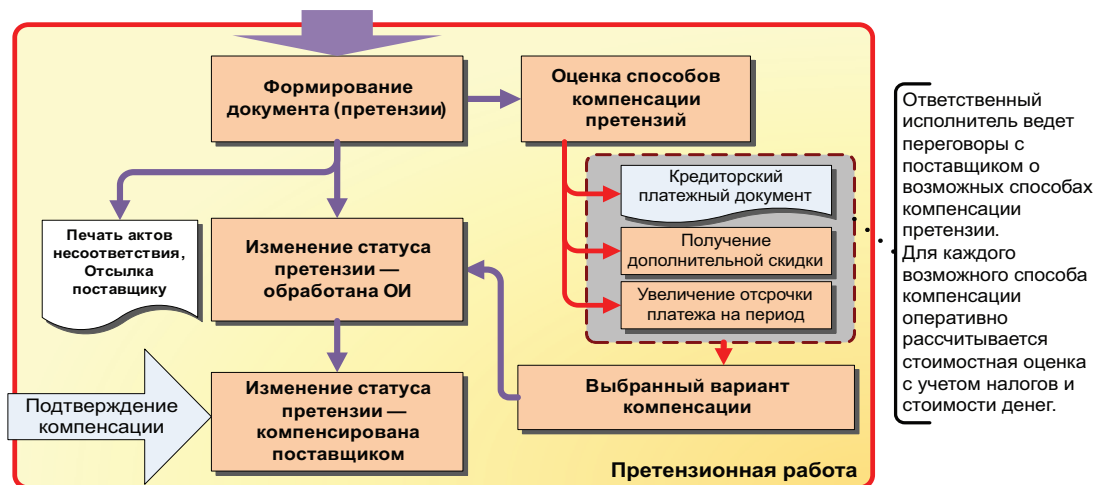 Формирование
документа (претензии)
Оценка способов
компенсации
претензий
Кредиторский
платежный документ
Получение
дополнительной скидки
Увеличение отсрочки
платежа на период
Печать актов
несоответствия,
Отсылка
поставщику
Изменение статуса
претензии —
обработана ОИ
Выбранный вариант
компенсации
Подтверждение
компенсации
Изменение статуса
претензии —
компенсирована
поставщиком
Претензионная работа
Ответственный
исполнитель ведет
переговоры с
поставщиком о
возможных способах
компенсации
претензии.
Для каждого
возможного способа
компенсации
оперативно
рассчитывается
стоимостная оценка
с учетом налогов и
стоимости денег.